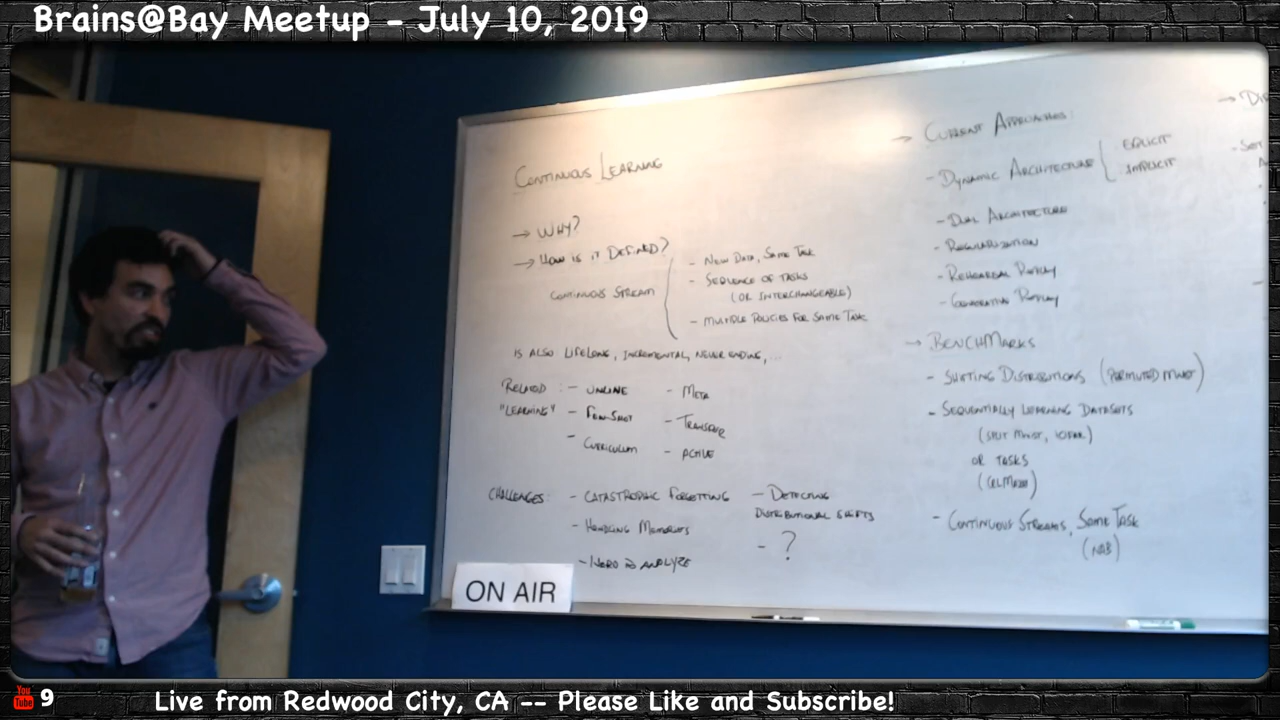 Brains@Bay Meetup - July 10, 2019
CONTINUOUS LEARNING
→ WHY?
→ HOW IS IT DEFINED?
CONTINUOUS STREAM
- NEW DATA, SAME TASK
- SEQUENCE OF TASKS
(OR INTERCHANGEABLE)
- MULTIPLE POLICIES FOR SAME TASK
IS ALSO LIFELONG, INCREMENTAL, NEVER ENDING, ...
RELATED : - ONLINE - META
"LEARNING" - FEW-SHOT - TRANSFER
- CURRICULUM - ACTIVE
CHALLENGES: - CATASTROPHIC FORGETTING
- HANDLING MEMORIES
- HARD TO ANALYZE
- DETECTING
DISTRIBUTIONAL SHIFTS
- ?
→ CURRENT APPROACHES:
- DYNAMIC ARCHITECTURE
EXPLICIT
IMPLICIT
- DUAL ARCHITECTURE
- REGULARIZATION
- REHEARSAL REPLAY
- GENERATIVE REPLAY
→ BENCHMARKS
- SHIFTING DISTRIBUTIONS (PERMUTED MNIST)
- SEQUENTIALLY LEARNING DATASETS
(SPLIT MNIST,
OR TASKS
- CONTINUOUS STREAMS, SAME TASK
(NAB)
ON AIR
You
Tube 9
Live from Redwood City, CA -- Please Like and Subscribe!